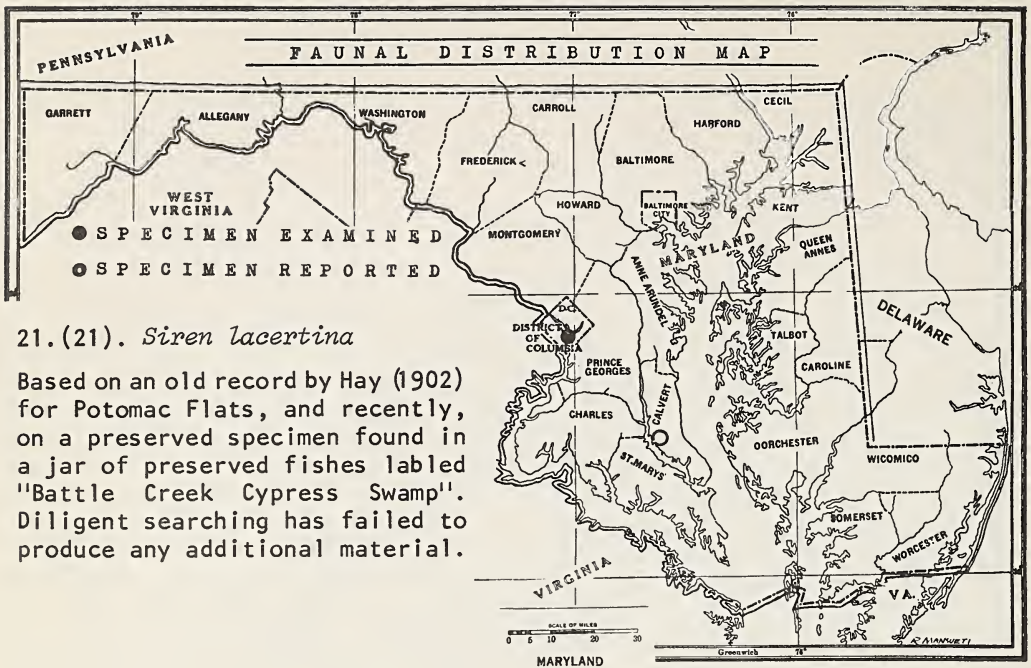 79° 78° 77° 76°
PENNSYLVANIA
FAUNAL DISTRIBUTION MAP
GARRETT
ALLEGANY
WASHINGTON
CARROLL
CECIL
HARFORD
FREDERICK
BALTIMORE
WEST
VIRGINIA
HOWARD
BALTIMORE
CITY
KENT
SPECIMEN EXAMINED
MONTGOMERY
MARYLAND
QUEEN
ANNES
SPECIMEN REPORTED
ANNE ARUNDEL
D.C.
DISTRICT
OF
COLUMBIA
TALBOT
DELAWARE
21.(21). Siren lacertina
PRINCE
GEORGES
CAROLINE
Based on an old record by Hay (1902)
for Potomac Flats, and recently,
on a preserved specimen found in
a jar of preserved fishes labled
"Battle Creek Cypress Swamp".
Diligent searching has failed to
produce any additional material.
CHARLES
CALVERT
DORCHESTER
WICOMICO
ST. MARYS
SOMERSET
WORCESTER
VIRGINIA
VA.
SCALE OF MILES
0 5 10 20 30
Greenwich 76°
MARYLAND